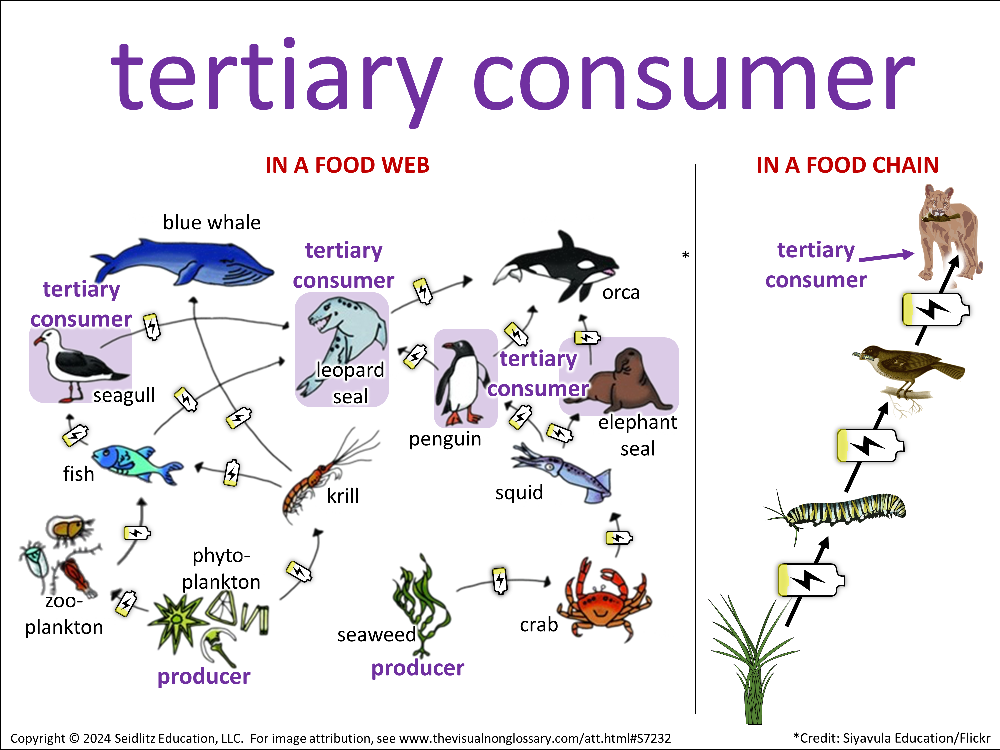 tertiary consumer
IN A FOOD WEB
blue whale
tertiary
consumer
seagull
tertiary
consumer
leopard
seal
orca
*
penguin
tertiary
consumer
elephant
seal
fish
krill
squid
zoo-
plankton
phyto-
plankton
producer
seaweed
producer
crab
IN A FOOD CHAIN
tertiary
consumer
Copyright © 2024 Seidlitz Education, LLC.  For image attribution, see www.thevisualnonglossary.com/att.html#S7232
*Credit: Siyavula Education/Flickr